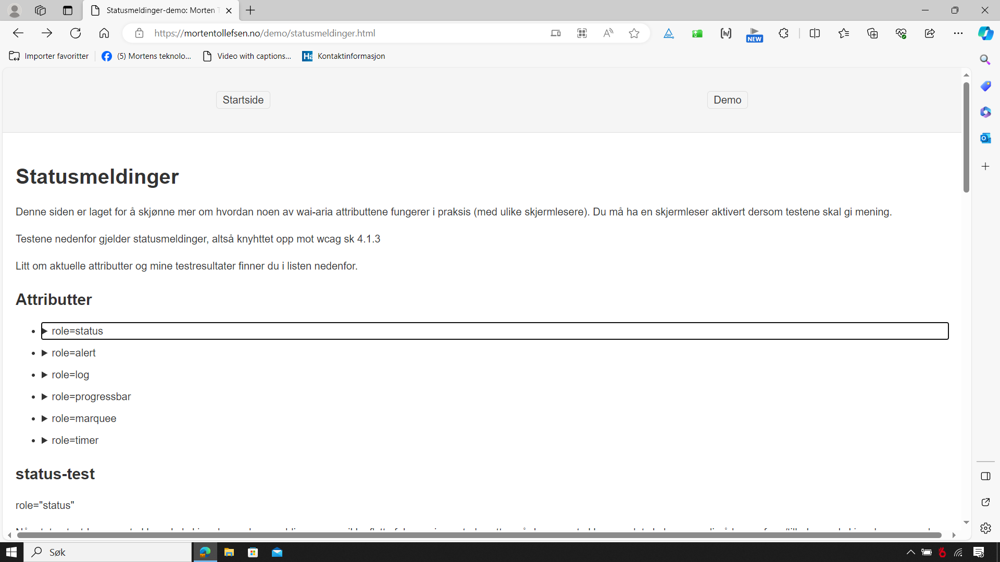 Statusmeldinger-demo: Morten
https://mortentollefsen.no/demo/statusmeldinger.html
NEW
Importer favoritter
(5) Mortens teknolo...
Video with captions...
Kontaktinformasjon
Startside
Demo
Statusmeldinger
Denne siden er laget for å skjønne mer om hvordan noen av wai-aria attributtene fungerer i praksis (med ulike skjermlesere). Du må ha en skjermleser aktivert dersom testene skal gi mening.
Testene nedenfor gjelder statusmeldinger, altså knyhttet opp mot wcag sk 4.1.3
Litt om aktuelle attributter og mine testresultater finner du i listen nedenfor.
Attributter
role=status
role=alert
role=log
role=progressbar
role=marquee
role=timer
status-test
role="status"
Søk